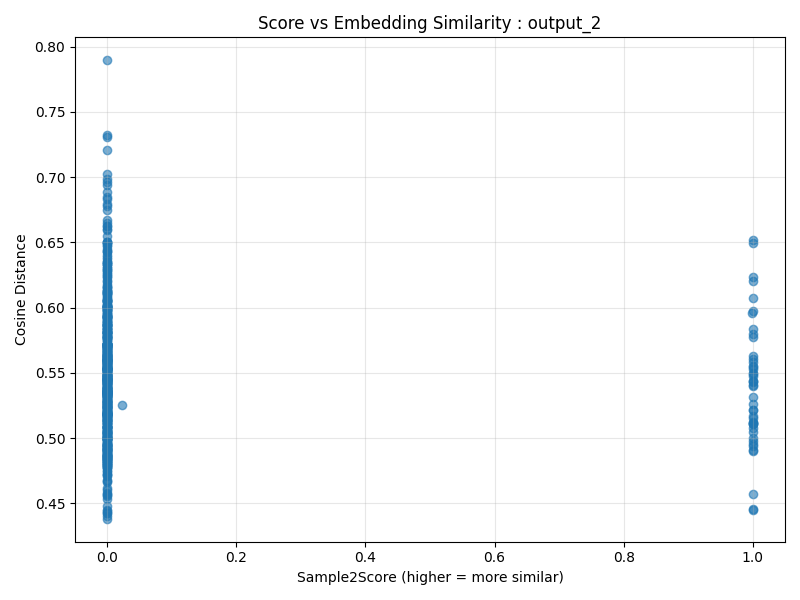 Score vs Embedding Similarity : output_2
Cosine Distance
0.80
0.75
0.70
0.65
0.60
0.55
0.50
0.45
0.0 0.2 0.4 0.6 0.8 1.0
Sample2Score (higher = more similar)